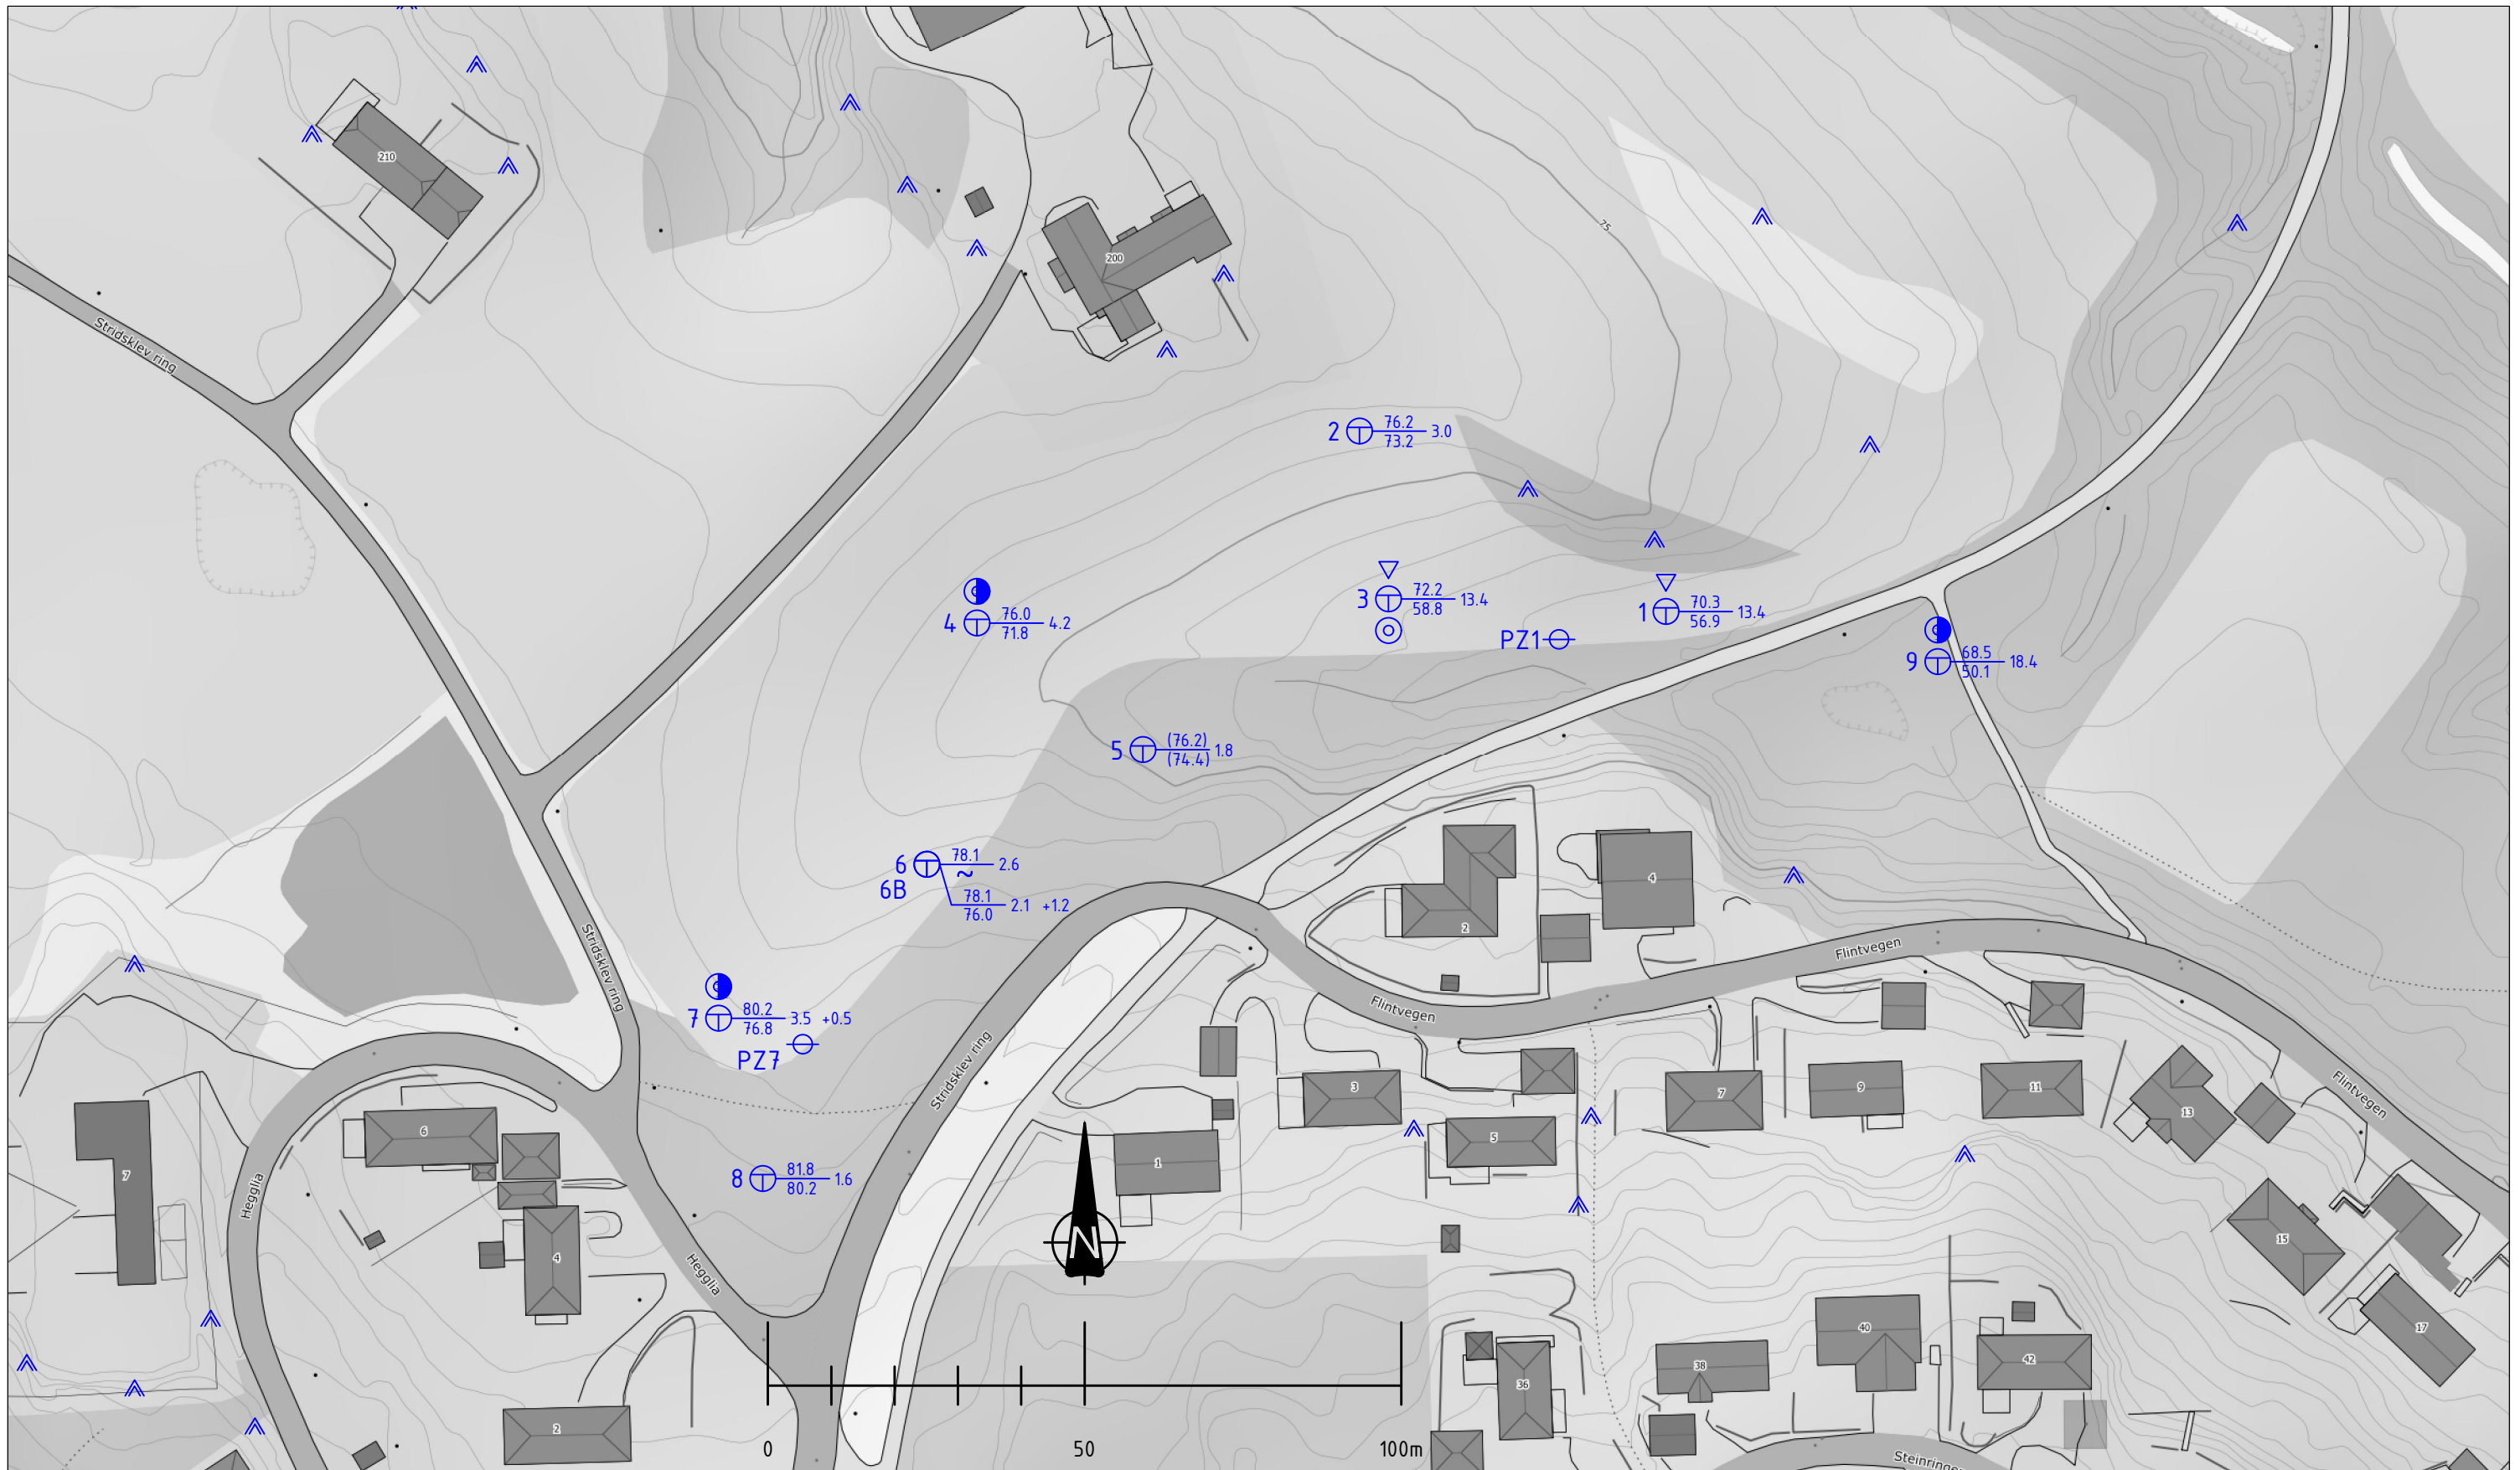 210
200
Stridsklev ring
75
2 76.2 73.2 3.0
3 72.2 58.8 13.4
1 70.3 56.9 13.4
4 76.0 71.8 4.2
PZ1
9 68.5 50.1 18.4
5 (76.2) (74.4) 1.8
6 78.1 ~ 2.6
6B 78.1 76.0 2.1 +1.2
4
2
Stridsklev ring
Flintvegen
7 80.2 76.8 3.5 +0.5
PZ7
Flintvegen
Stridsklev ring
Flintvegen
3
7
9
11
13
6
5
1
7
8 81.8 80.2 1.6
Hegglia
N
15
4
Hegglia
17
40
42
38
36
2
0 50 100m